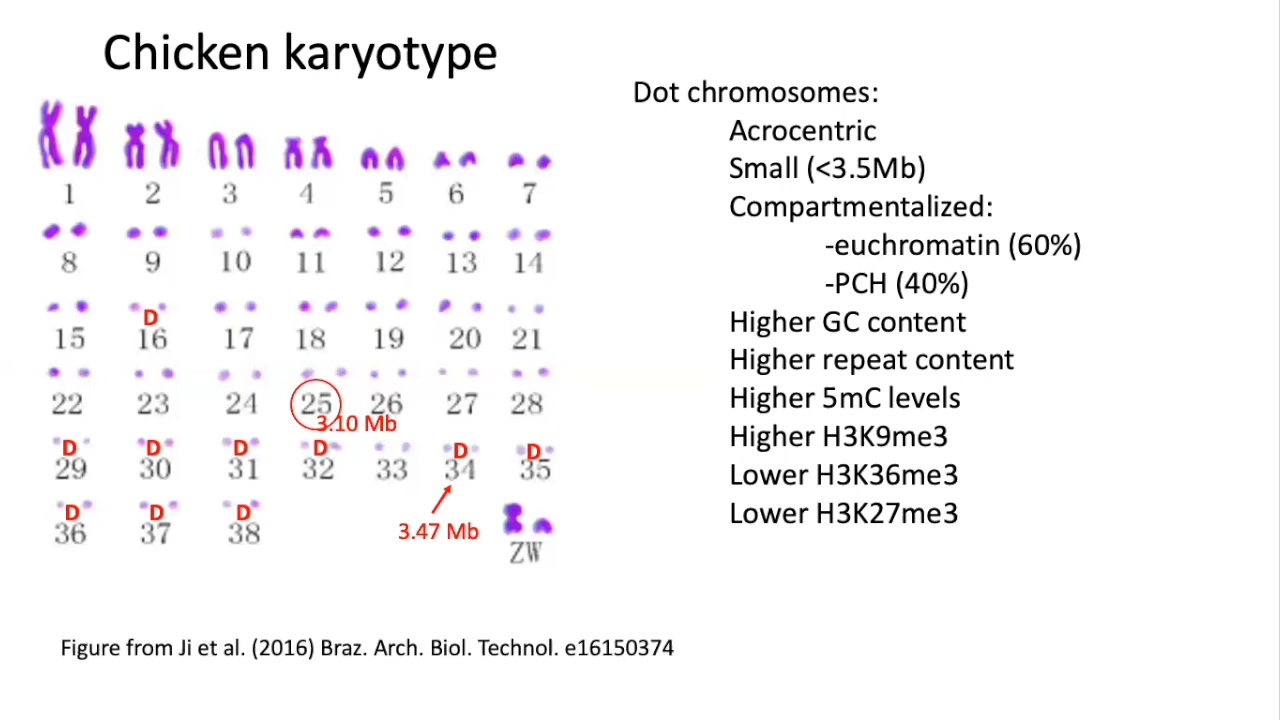 Chicken karyotype
1 2 3 4 5 6 7
8 9 10 11 12 13 14
D
15 16 17 18 19 20 21
22 23 24 25 26 27 28
3.10 Mb
D D D D D D
29 30 31 32 33 34 35
D D D
36 37 38
3.47 Mb
ZW
Dot chromosomes:
Acrocentric
Small (<3.5Mb)
Compartmentalized:
-euchromatin (60%)
-PCH (40%)
Higher GC content
Higher repeat content
Higher 5mC levels
Higher H3K9me3
Lower H3K36me3
Lower H3K27me3
Figure from Ji et al. (2016) Braz. Arch. Biol. Technol. e16150374